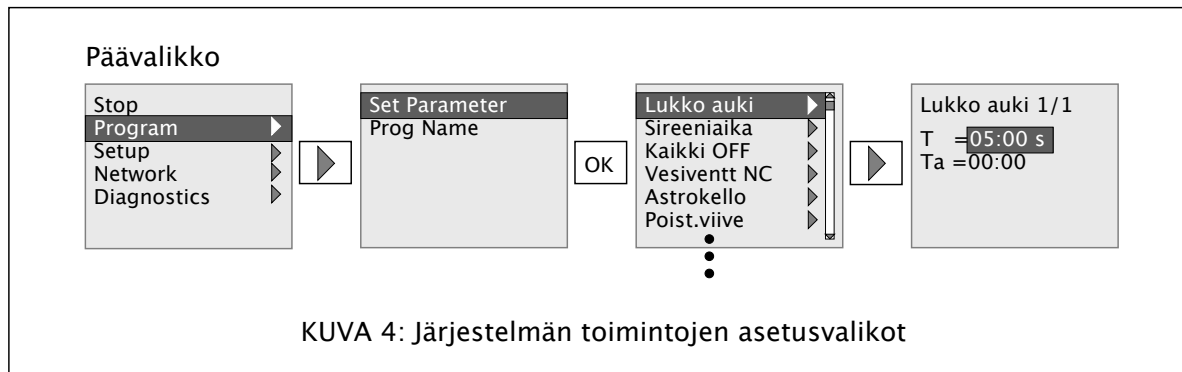 Päävalikko
Stop
Program
Setup
Network
Diagnostics
Set Parameter
Prog Name
OK
Lukko auki
Sireeniaika
Kaikki OFF
Vesiventt NC
Astrokello
Poist.viive
Lukko auki 1/1
T =05:00 s
Ta =00:00
KUVA 4: Järjestelmän toimintojen asetusvalikot